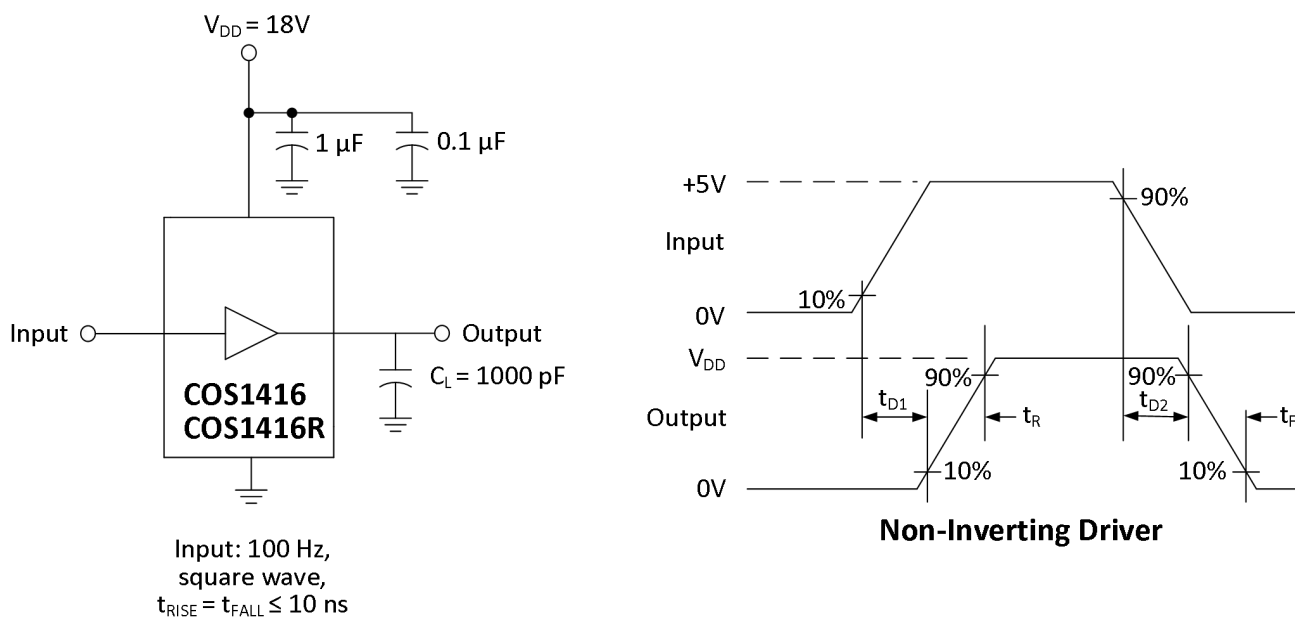 V_DD = 18V
1 µF
0.1 µF
Input
Output
C_L = 1000 pF
COS1416
COS1416R
Input: 100 Hz,
square wave,
t_RISE = t_FALL ≤ 10 ns
+5V
90%
Input
10%
0V
V_DD
90%
90%
t_D1
t_R
t_D2
t_F
Output
10%
10%
0V
Non-Inverting Driver